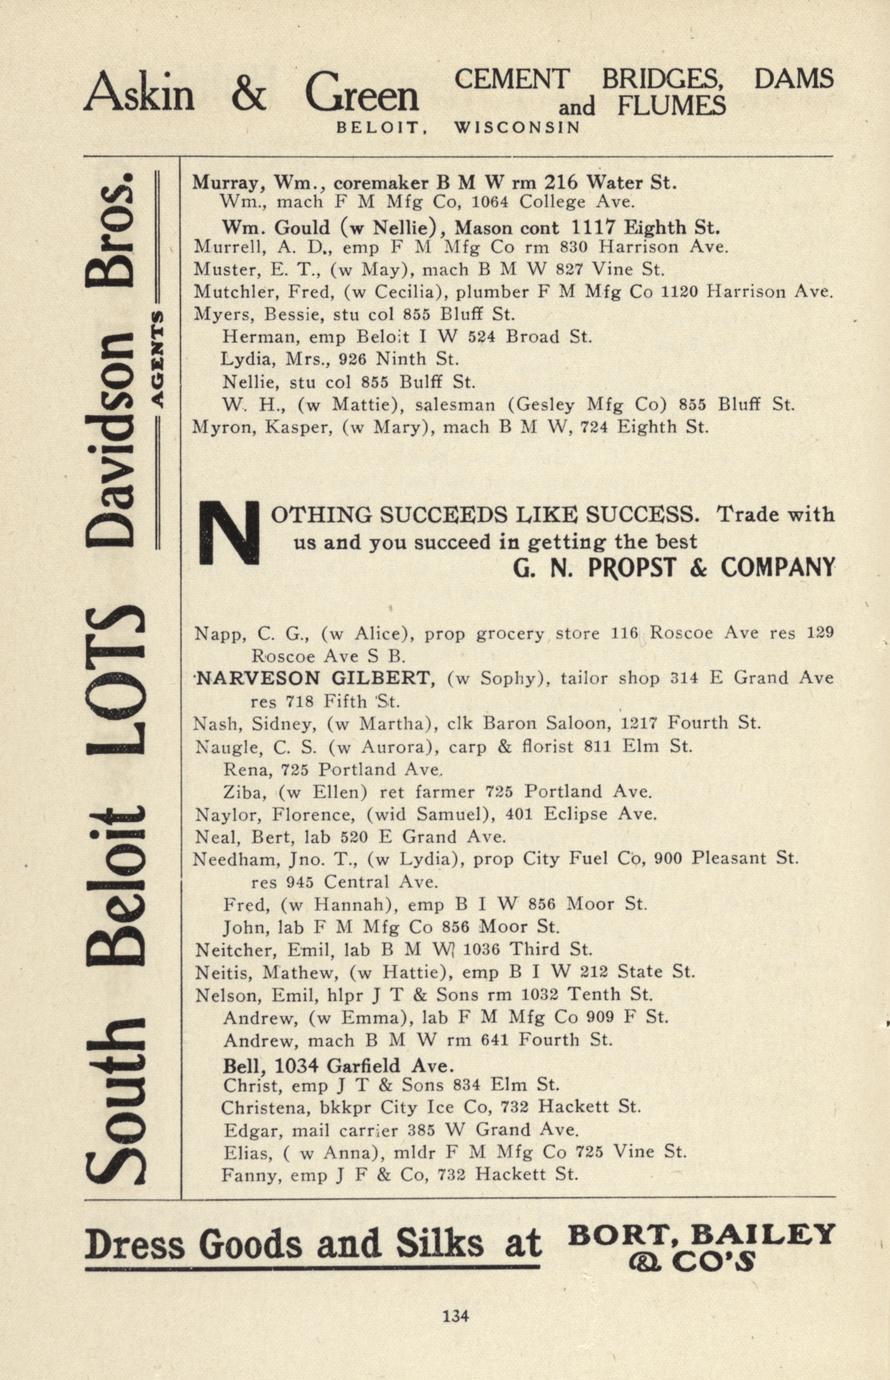 Askin & Green CEMENT BRIDGES, DAMS
and FLUMES
BELOIT, WISCONSIN
South Beloit LOTS Davidson Bros.
AGENTS
Murray, Wm., coremaker B M W rm 216 Water St.
Wm., mach F M Mfg Co, 1064 College Ave.
Wm. Gould (w Nellie), Mason cont 1117 Eighth St.
Murrell, A. D., emp F M Mfg Co rm 830 Harrison Ave.
Muster, E. T., (w May), mach B M W 827 Vine St.
Mutchler, Fred, (w Cecilia), plumber F M Mfg Co 1120 Harrison Ave.
Myers, Bessie, stu col 855 Bluff St.
Herman, emp Beloit I W 524 Broad St.
Lydia, Mrs., 926 Ninth St.
Nellie, stu col 855 Bulff St.
W. H., (w Mattie), salesman (Gesley Mfg Co) 855 Bluff St.
Myron, Kasper, (w Mary), mach B M W, 724 Eighth St.
NOTHING SUCCEEDS LIKE SUCCESS. Trade with
us and you succeed in getting the best
G. N. PROPST & COMPANY
Napp, C. G., (w Alice), prop grocery store 116 Roscoe Ave res 129
Roscoe Ave S B.
NARVESON GILBERT, (w Sophy), tailor shop 314 E Grand Ave
res 718 Fifth St.
Nash, Sidney, (w Martha), clk Baron Saloon, 1217 Fourth St.
Naugle, C. S. (w Aurora), carp & florist 811 Elm St.
Rena, 725 Portland Ave.
Ziba, (w Ellen) ret farmer 725 Portland Ave.
Naylor, Florence, (wid Samuel), 401 Eclipse Ave.
Neal, Bert, lab 520 E Grand Ave.
Needham, Jno. T., (w Lydia), prop City Fuel Co, 900 Pleasant St.
res 945 Central Ave.
Fred, (w Hannah), emp B I W 856 Moor St.
John, lab F M Mfg Co 856 Moor St.
Neitcher, Emil, lab B M W 1036 Third St.
Neitis, Mathew, (w Hattie), emp B I W 212 State St.
Nelson, Emil, hlpr J T & Sons rm 1032 Tenth St.
Andrew, (w Emma), lab F M Mfg Co 909 F St.
Andrew, mach B M W rm 641 Fourth St.
Bell, 1034 Garfield Ave.
Christ, emp J T & Sons 834 Elm St.
Christena, bkkpr City Ice Co, 732 Hackett St.
Edgar, mail carrier 385 W Grand Ave.
Elias, ( w Anna), mldr F M Mfg Co 725 Vine St.
Fanny, emp J F & Co, 732 Hackett St.
Dress Goods and Silks at BORT, BAILEY
& CO'S
134